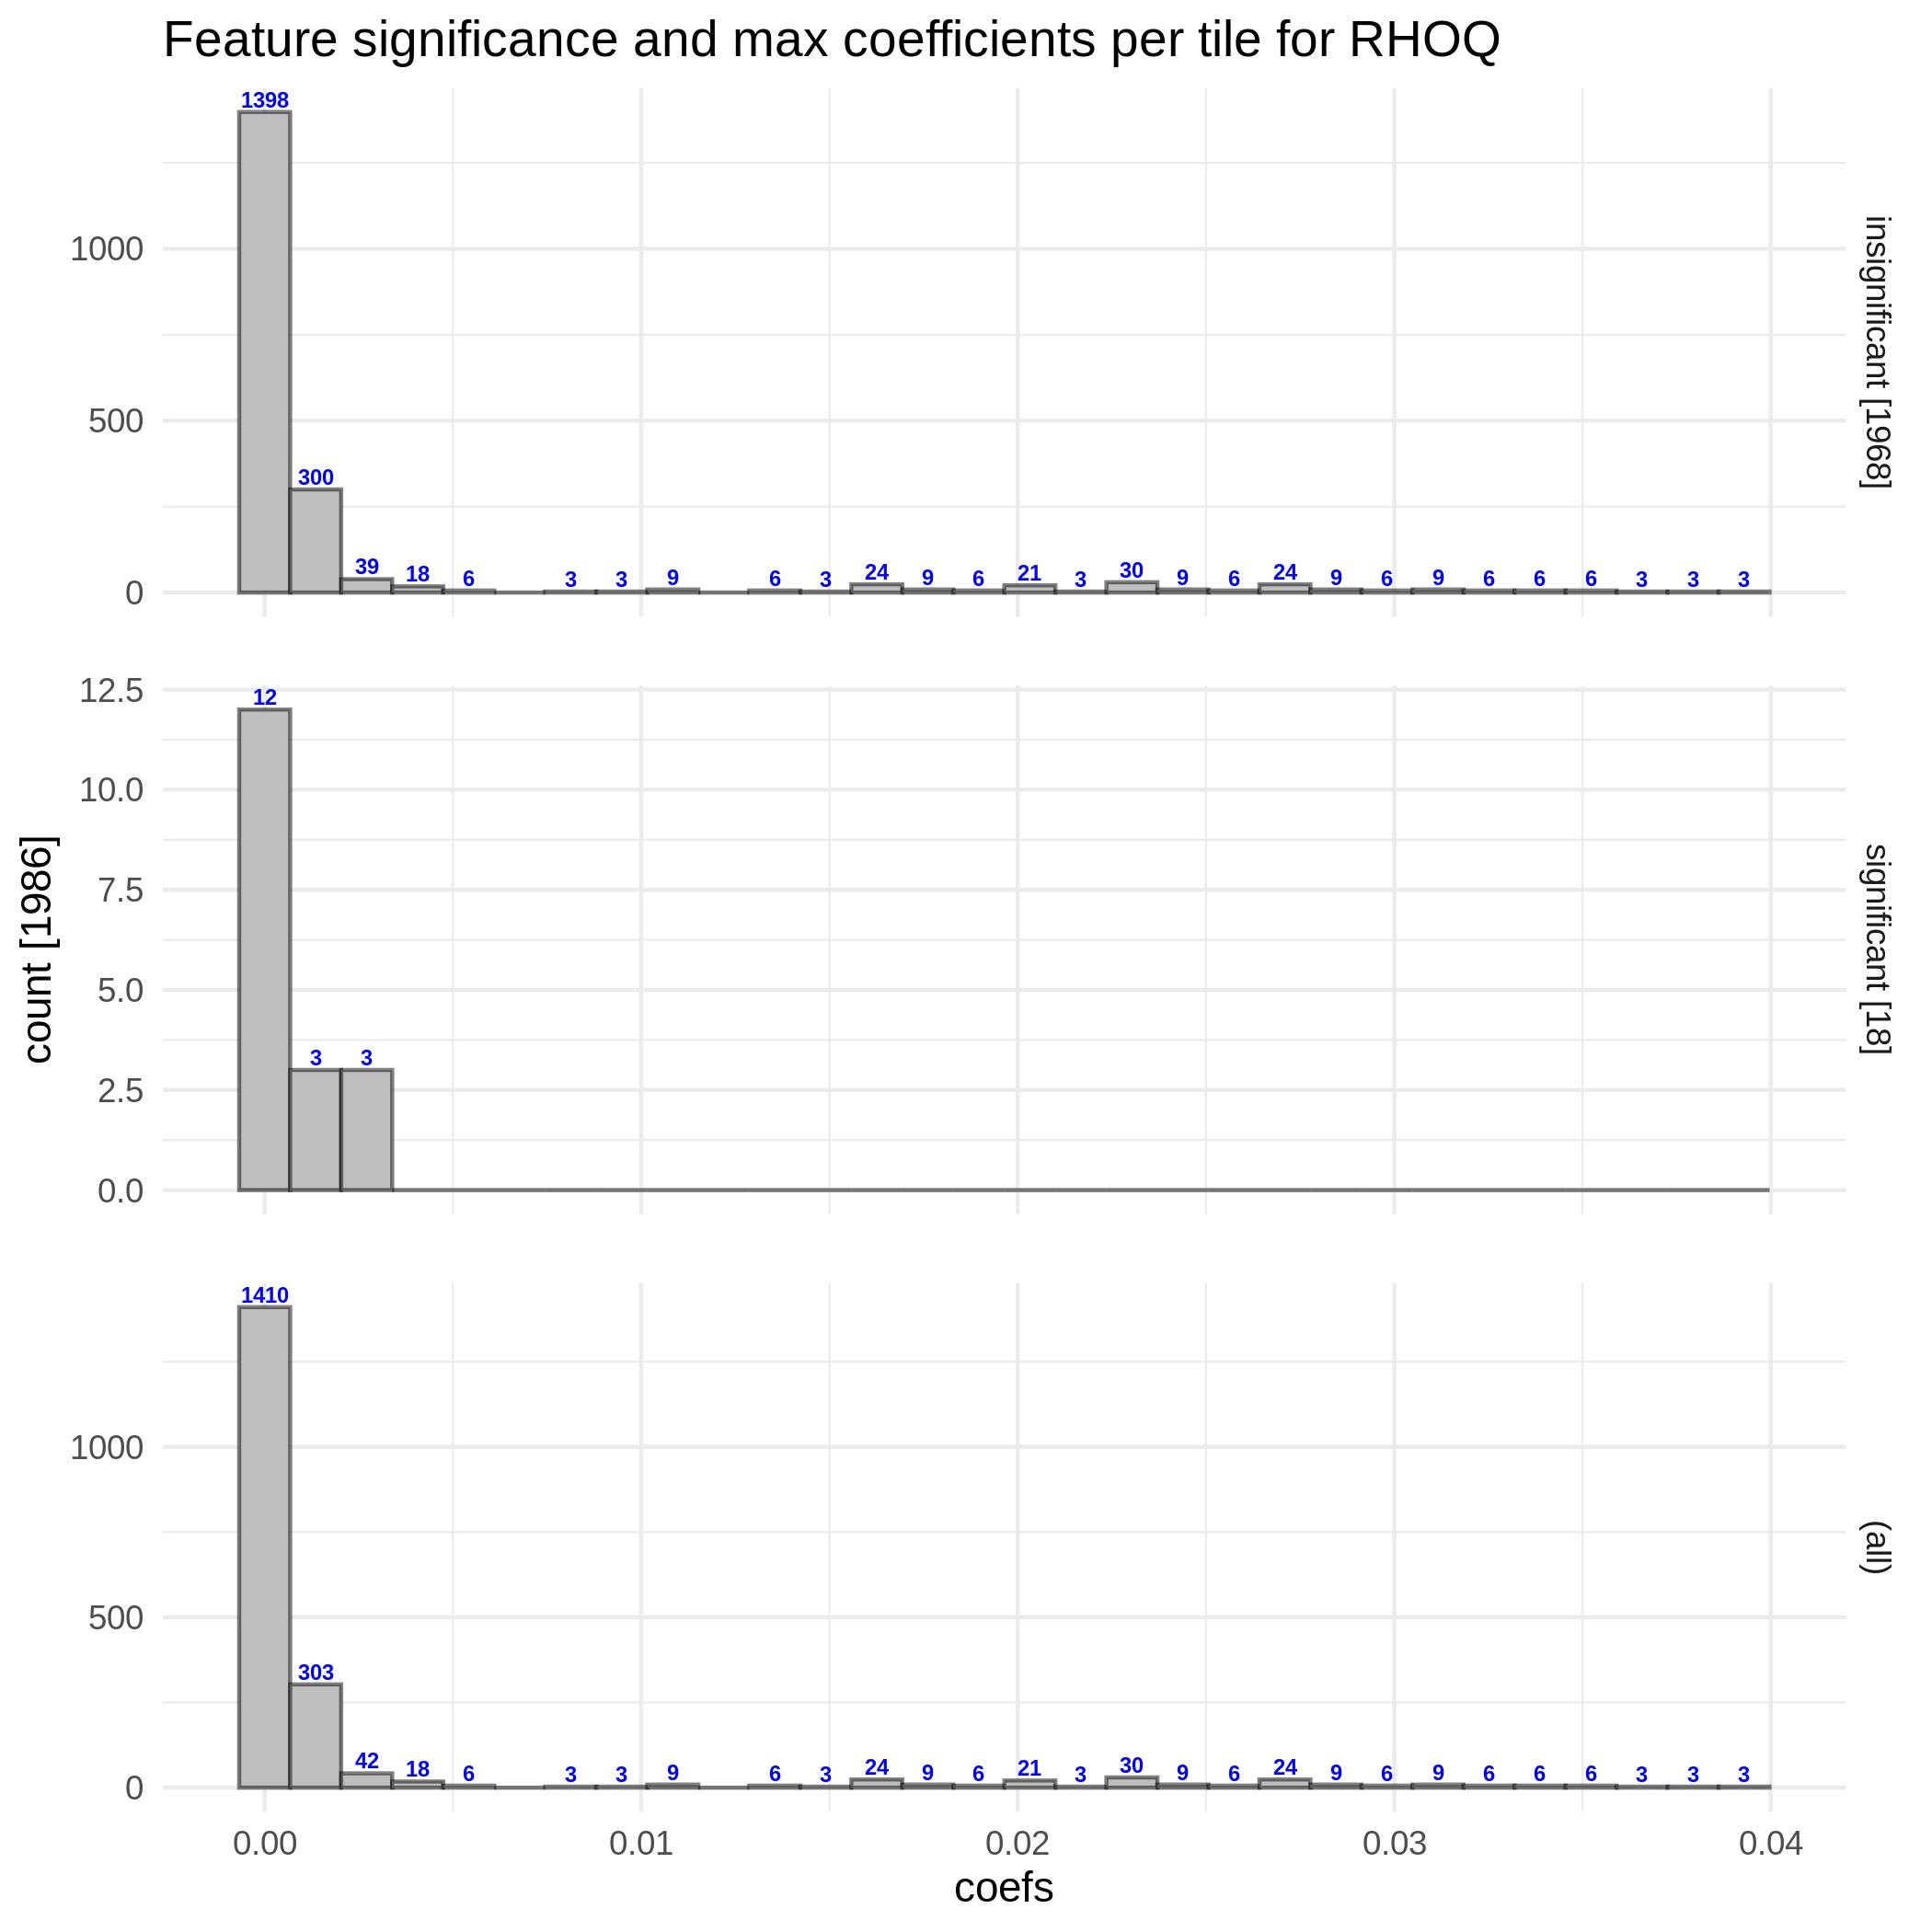 Feature significance and max coefficients per tile for RHOQ
count [1986]
1398
300
39 18 6 3 3 9 6 3 24 9 6 21 3 30 9 6 24 9 6 9 6 6 6 3 3 3
1000
500
0
insignificant [1968]
12
3 3
12.5
10.0
7.5
5.0
2.5
0.0
significant [18]
1410
303
42 18 6 3 3 9 6 3 24 9 6 21 3 30 9 6 24 9 6 9 6 6 6 3 3 3
1000
500
0
(all)
0.00 0.01 0.02 0.03 0.04
coefs